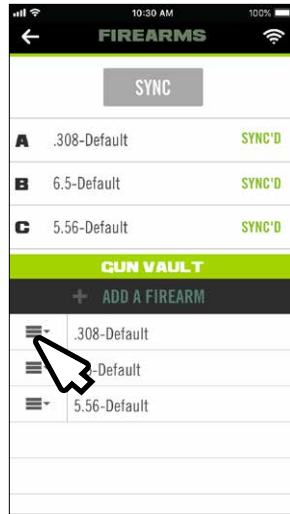 10:30 AM 100%
FIREARMS
SYNC
A .308-Default SYNC'D
B 6.5-Default SYNC'D
C 5.56-Default SYNC'D
GUN VAULT
+ ADD A FIREARM
.308-Default
-Default
5.56-Default